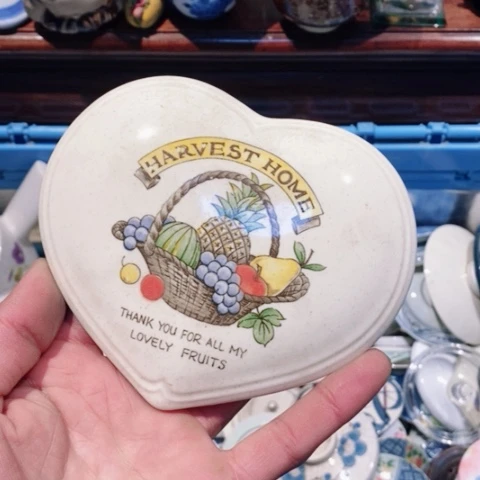 HARVEST HOME
THANK YOU FOR ALL MY
LOVELY FRUITS